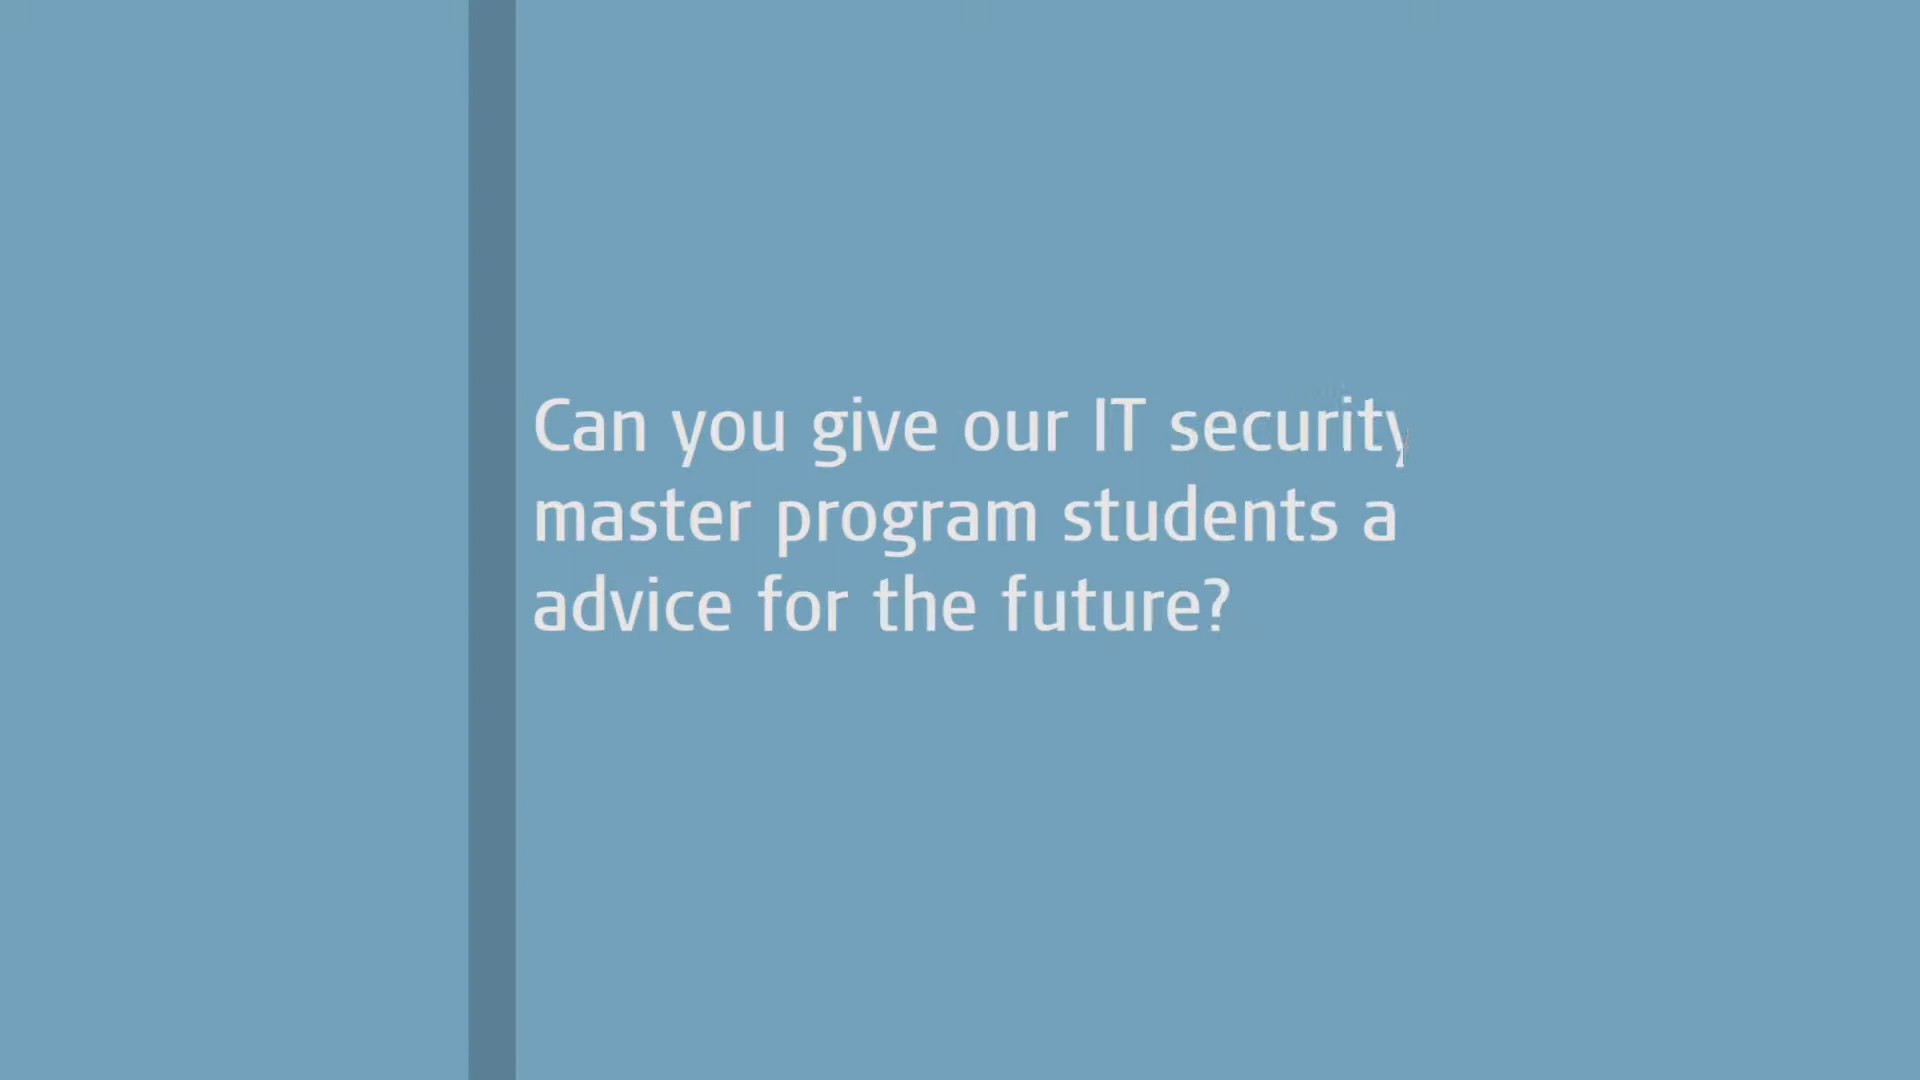 Can you give our IT security
master program students a
advice for the future?